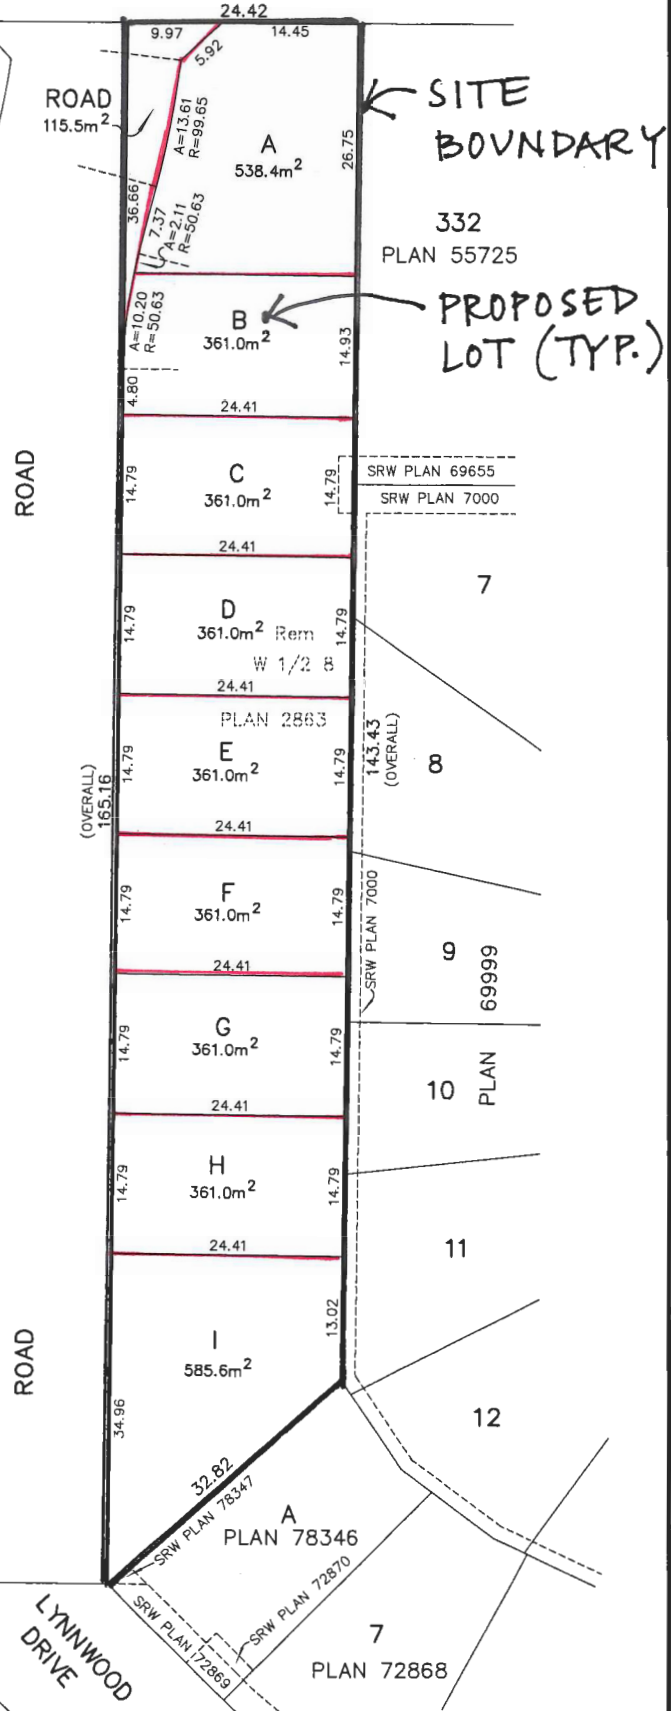 24.42
9.97
14.45
5.92
ROAD
115.5m²
A=13.61
R=99.65
A
538.4m²
26.75
SITE
BOUNDARY
36.66
7.37
A=2.11
R=50.63
332
PLAN 55725
A=10.20
R=50.63
B
361.0m²
14.93
PROPOSED
LOT (TYP.)
4.80
24.41
ROAD
14.79
C
361.0m²
14.79
SRW PLAN 69655
SRW PLAN 7000
24.41
7
14.79
D
361.0m² Rem
W 1/2 8
14.79
24.41
PLAN 2863
(OVERALL)
165.16
14.79
E
361.0m²
14.79
143.43
(OVERALL)
8
24.41
14.79
F
361.0m²
14.79
SRW PLAN 7000
9
PLAN 69999
24.41
14.79
G
361.0m²
14.79
10
24.41
14.79
H
361.0m²
14.79
24.41
11
13.02
I
585.6m²
ROAD
34.96
12
32.82
SRW PLAN 78347
A
PLAN 78346
SRW PLAN 72870
SRW PLAN 72869
LYNNWOOD
DRIVE
7
PLAN 72868